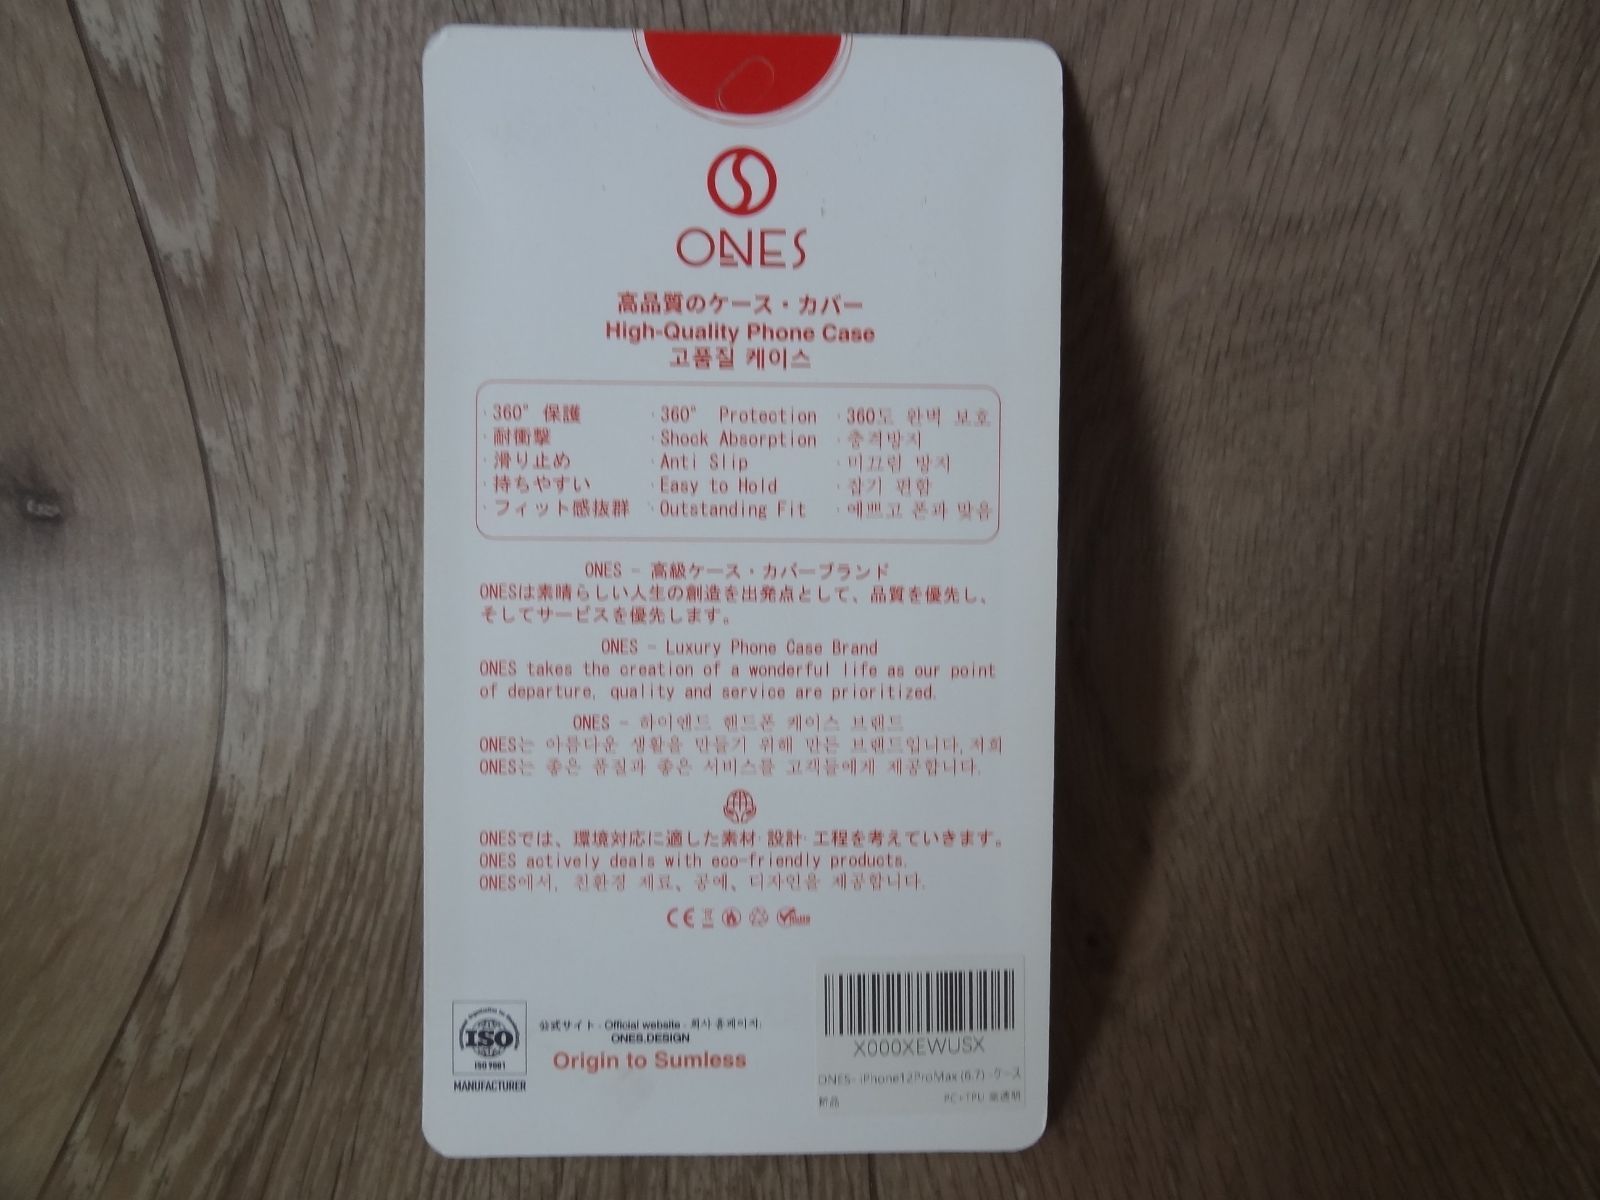 ONES
高品質のケース・カバー
High-Quality Phone Case
고품질 케이스
· 360° 保護
· 耐衝撃
· 滑り止め
· 持ちやすい
· フィット感抜群
· 360° Protection
· Shock Absorption
· Anti Slip
· Easy to Hold
· Outstanding Fit
· 360도 완벽 보호
· 충격방지
· 미끄럼 방지
· 잡기 편함
· 예쁘고 폰과 맞음
ONES - 高級ケース・カバーブランド
ONESは素晴らしい人生の創造を出発点として、品質を優先し、
そしてサービスを優先します。
ONES - Luxury Phone Case Brand
ONES takes the creation of a wonderful life as our point
of departure, quality and service are prioritized.
ONES - 하이앤드 핸드폰 케이스 브랜드
ONES는 아름다운 생활을 만들기 위해 만든 브랜드입니다, 저희
ONES는 좋은 품질과 좋은 서비스를 고객들에게 제공합니다.
ONESでは、環境対応に適した素材·設計·工程を考えていきます。
ONES actively deals with eco-friendly products.
ONES에서, 친환경 재료、공예、디자인을 제공합니다.
CE
ISO
ISO 9001
MANUFACTURER
公式サイト · Official website · 회사 홈페이지:
ONES.DESIGN
Origin to Sumless
X000XEWUSX
ONES- iPhone12ProMax (6.7) -ケース
新品
PC+TPU 高透明